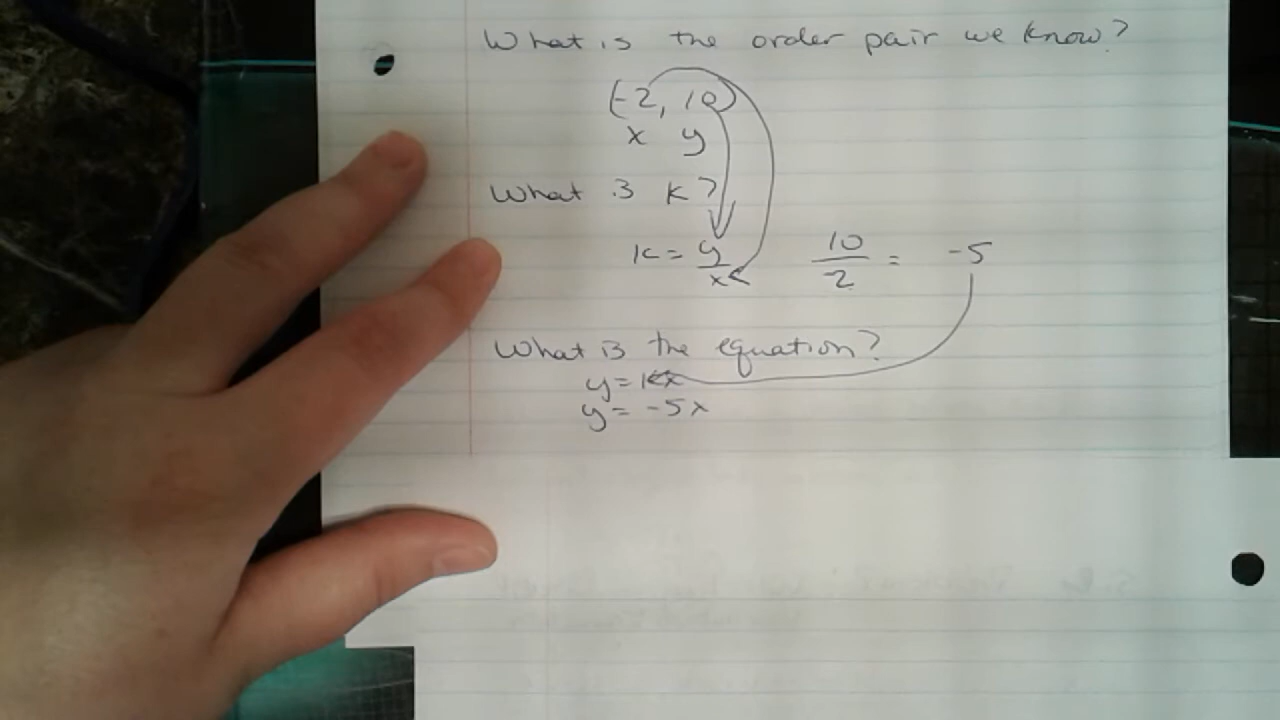 What is the order pair we know?
(-2, 10)
x y
What is k?
k = y/x 10/2 = -5
What is the equation?
y = kx
y = -5x